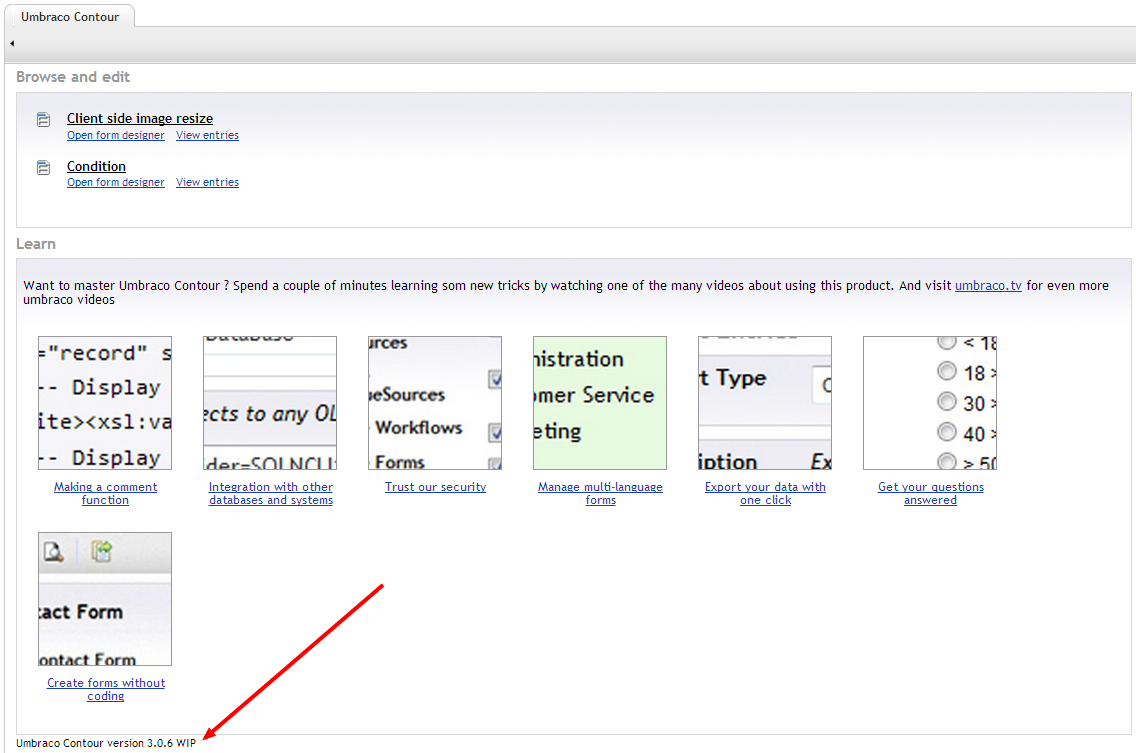 Umbraco Contour
Browse and edit
Client side image resize
Open form designer View entries
Condition
Open form designer View entries
Learn
Want to master Umbraco Contour ? Spend a couple of minutes learning som new tricks by watching one of the many videos about using this product. And visit umbraco.tv for even more
umbraco videos
="record" s
-- Display
ite><xsl:va
-- Display
Making a comment
function
Database
ects to any OL
der=SQLNCLI
Integration with other
databases and systems
urces
ueSources
Workflows
Forms
Trust our security
nistration
omer Service
eting
Manage multi-language
forms
t Type
C
iption Ex
Export your data with
one click
< 18
18 >
30 >
40 >
> 50
Get your questions
answered
tact Form
ontact Form
Create forms without
coding
Umbraco Contour version 3.0.6 WIP